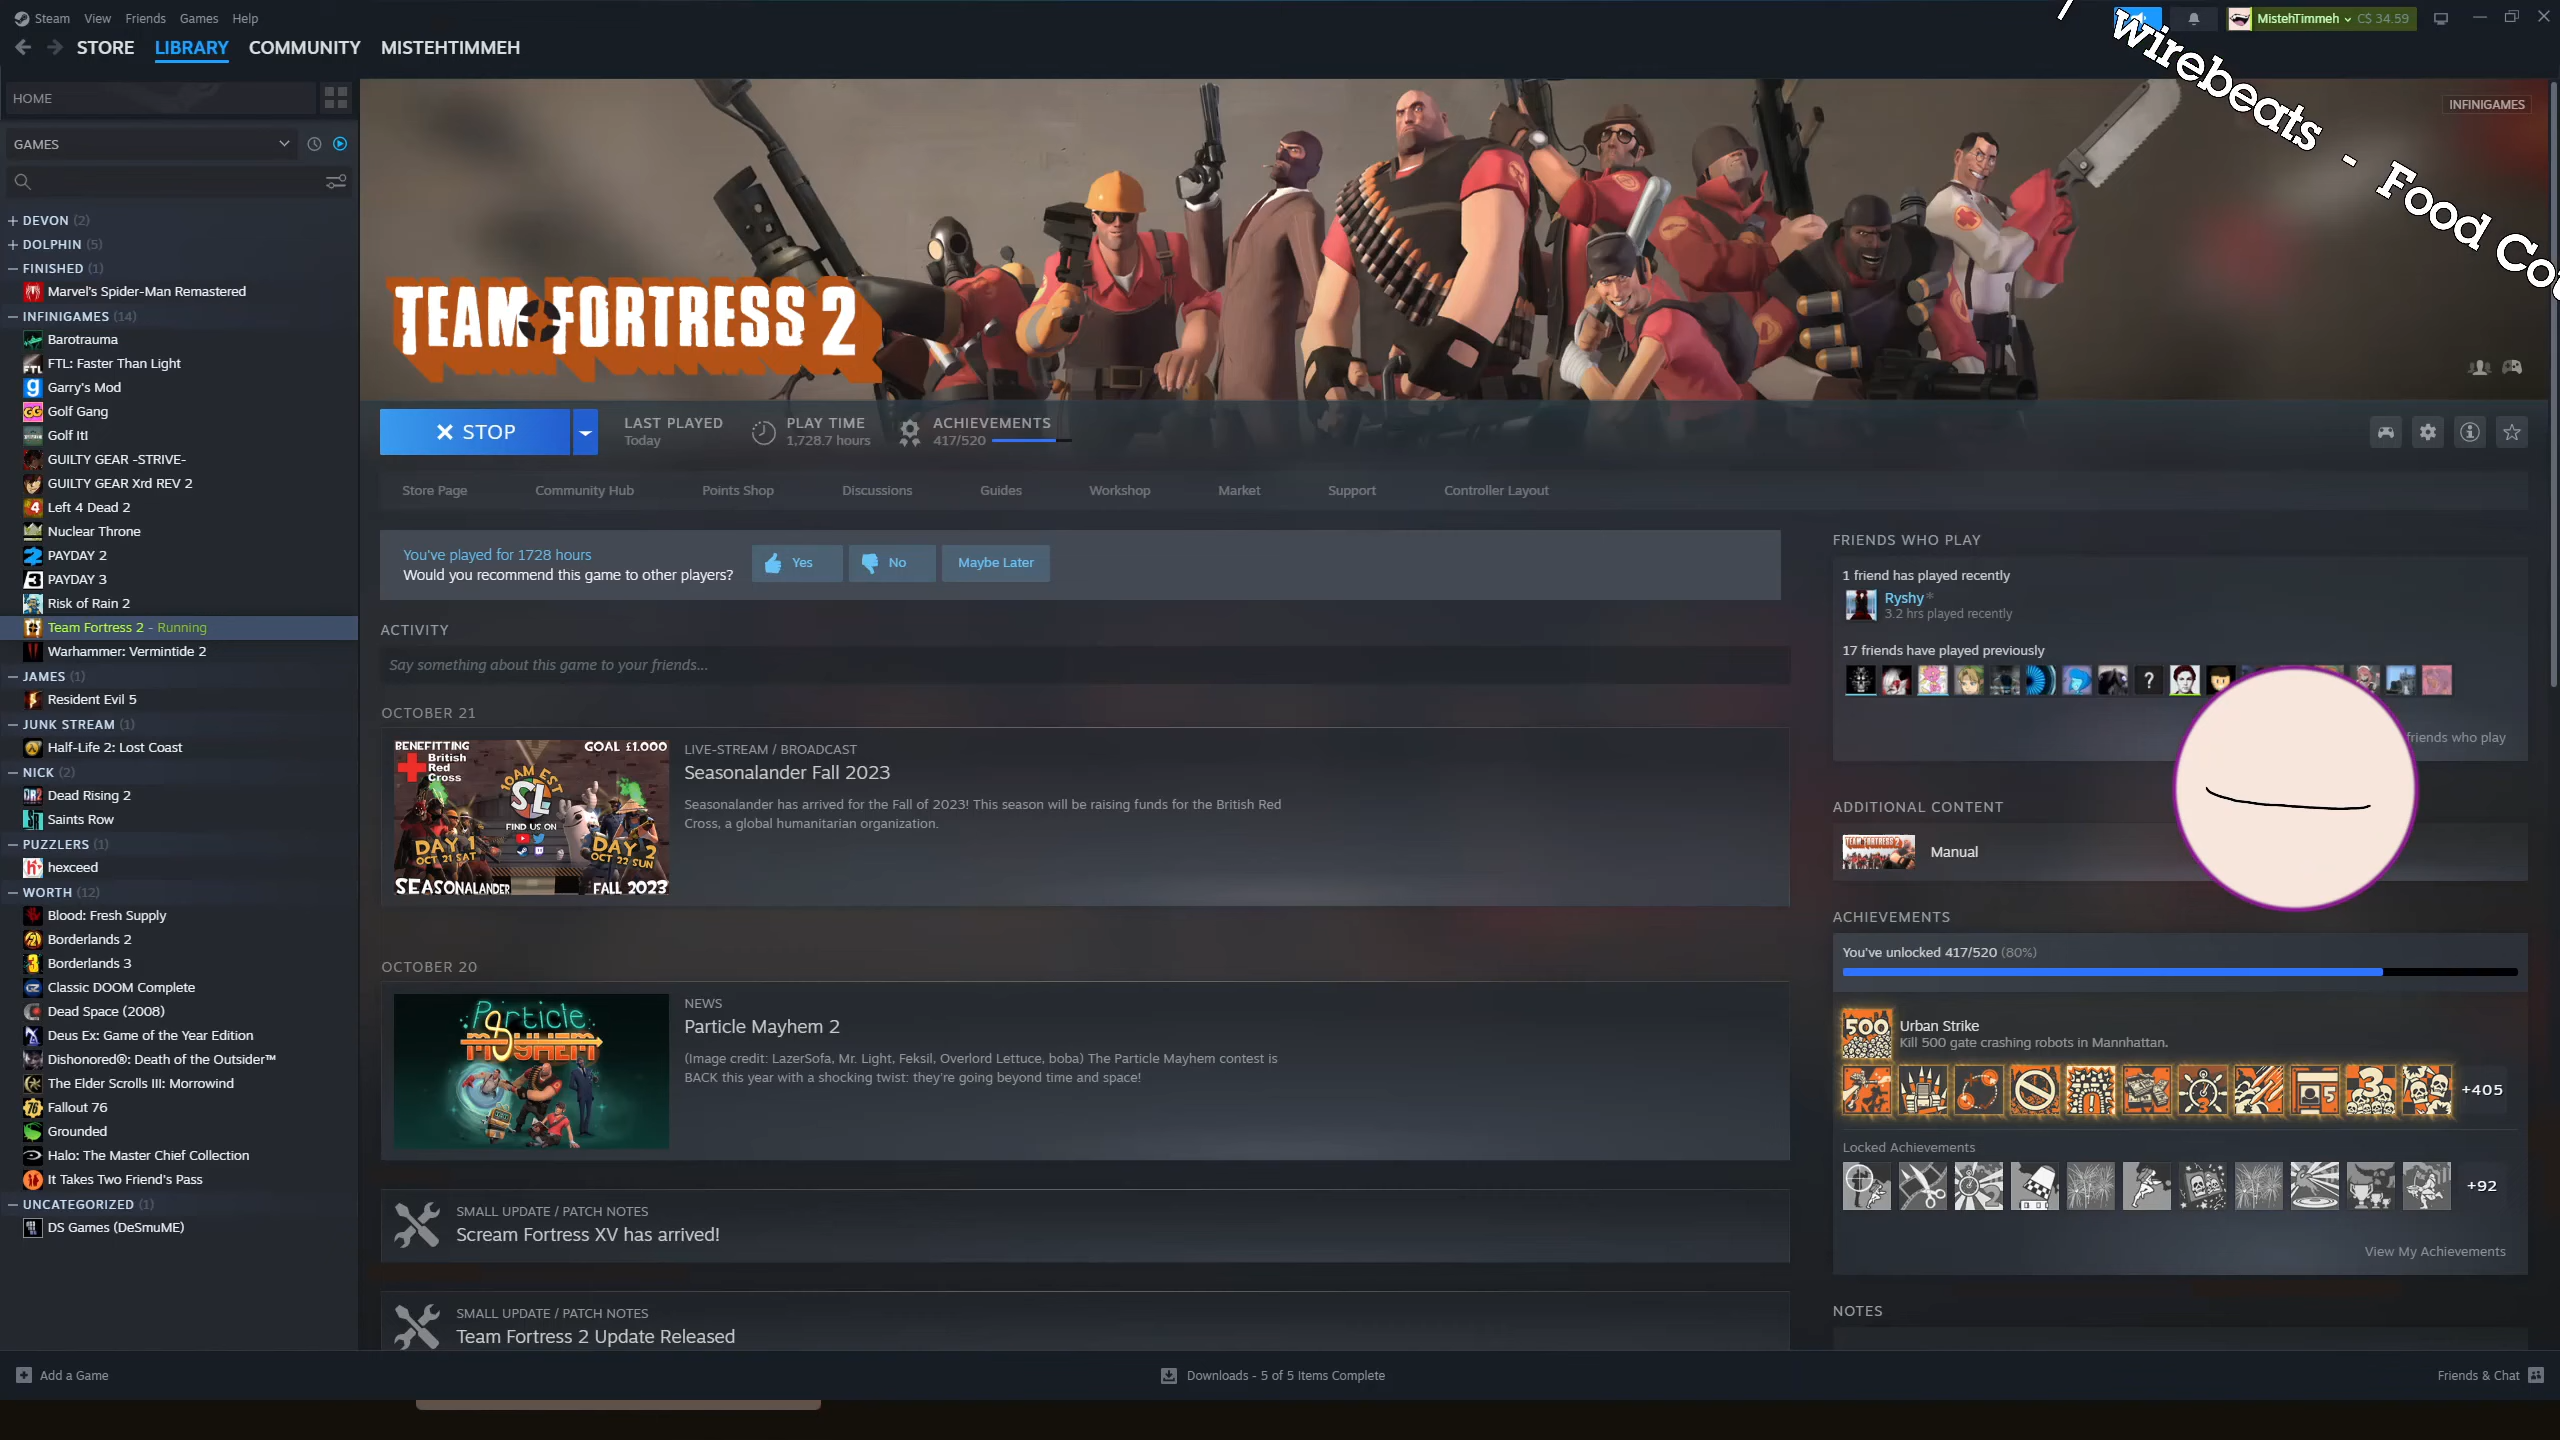 Steam View Friends Games Help
MistehTimmeh C$ 34.59
STORE LIBRARY COMMUNITY MISTEHTIMMEH
wirebeats - Food Cou
HOME
GAMES
DEVON (2)
DOLPHIN (5)
FINISHED (1)
Marvel's Spider-Man Remastered
INFINIGAMES (14)
Barotrauma
FTL: Faster Than Light
Garry's Mod
Golf Gang
Golf It!
GUILTY GEAR -STRIVE-
GUILTY GEAR Xrd REV 2
Left 4 Dead 2
Nuclear Throne
PAYDAY 2
PAYDAY 3
Risk of Rain 2
Team Fortress 2 - Running
Warhammer: Vermintide 2
JAMES (1)
Resident Evil 5
JUNK STREAM (1)
Half-Life 2: Lost Coast
NICK (2)
Dead Rising 2
Saints Row
PUZZLERS (1)
hexceed
WORTH (12)
Blood: Fresh Supply
Borderlands 2
Borderlands 3
Classic DOOM Complete
Dead Space (2008)
Deus Ex: Game of the Year Edition
Dishonored®: Death of the Outsider™
The Elder Scrolls III: Morrowind
Fallout 76
Grounded
Halo: The Master Chief Collection
It Takes Two Friend's Pass
UNCATEGORIZED (1)
DS Games (DeSmuME)
INFINIGAMES
TEAM FORTRESS 2
STOP
LAST PLAYED
Today
PLAY TIME
1,728.7 hours
ACHIEVEMENTS
417/520
Store Page Community Hub Points Shop Discussions Guides Workshop Market Support Controller Layout
You've played for 1728 hours
Would you recommend this game to other players?
Yes No Maybe Later
ACTIVITY
Say something about this game to your friends...
OCTOBER 21
BENEFITTING
British
Red
Cross
GOAL £1.000
10AM EST
SL
FIND US ON
DAY 1
OCT 21 SAT
DAY 2
OCT 22 SUN
SEASONALANDER FALL 2023
LIVE-STREAM / BROADCAST
Seasonalander Fall 2023
Seasonalander has arrived for the Fall of 2023! This season will be raising funds for the British Red
Cross, a global humanitarian organization.
OCTOBER 20
Particle
MAYHEM
NEWS
Particle Mayhem 2
(Image credit: LazerSofa, Mr. Light, Feksil, Overlord Lettuce, boba) The Particle Mayhem contest is
BACK this year with a shocking twist: they're going beyond time and space!
SMALL UPDATE / PATCH NOTES
Scream Fortress XV has arrived!
SMALL UPDATE / PATCH NOTES
Team Fortress 2 Update Released
FRIENDS WHO PLAY
1 friend has played recently
Ryshy*
3.2 hrs played recently
17 friends have played previously
friends who play
ADDITIONAL CONTENT
Manual
ACHIEVEMENTS
You've unlocked 417/520 (80%)
500
Urban Strike
Kill 500 gate crashing robots in Mannhattan.
+405
Locked Achievements
+92
View My Achievements
NOTES
Add a Game
Downloads - 5 of 5 Items Complete
Friends & Chat